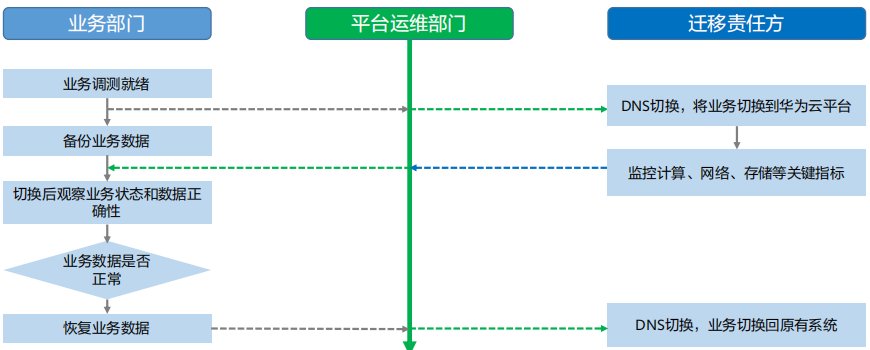 业务部门
平台运维部门
迁移责任方
业务调测就绪
DNS切换，将业务切换到华为云平台
备份业务数据
监控计算、网络、存储等关键指标
切换后观察业务状态和数据正
确性
业务数据是否
正常
恢复业务数据
DNS切换，业务切换回原有系统